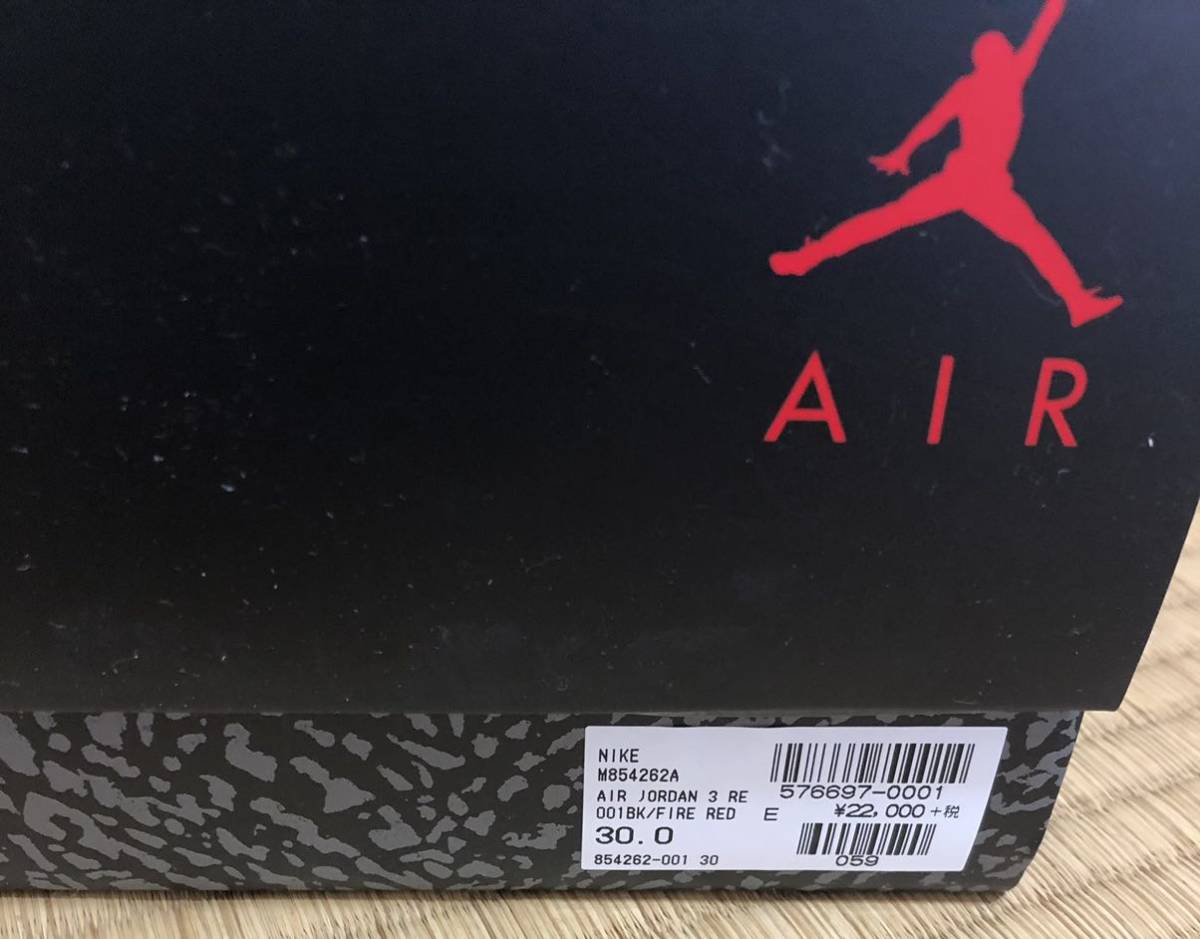 AIR
NIKE
M854262A
AIR JORDAN 3 RE
576697-0001
001BK/FIRE RED E ¥22,000+税
30.0
854262-001 30
059